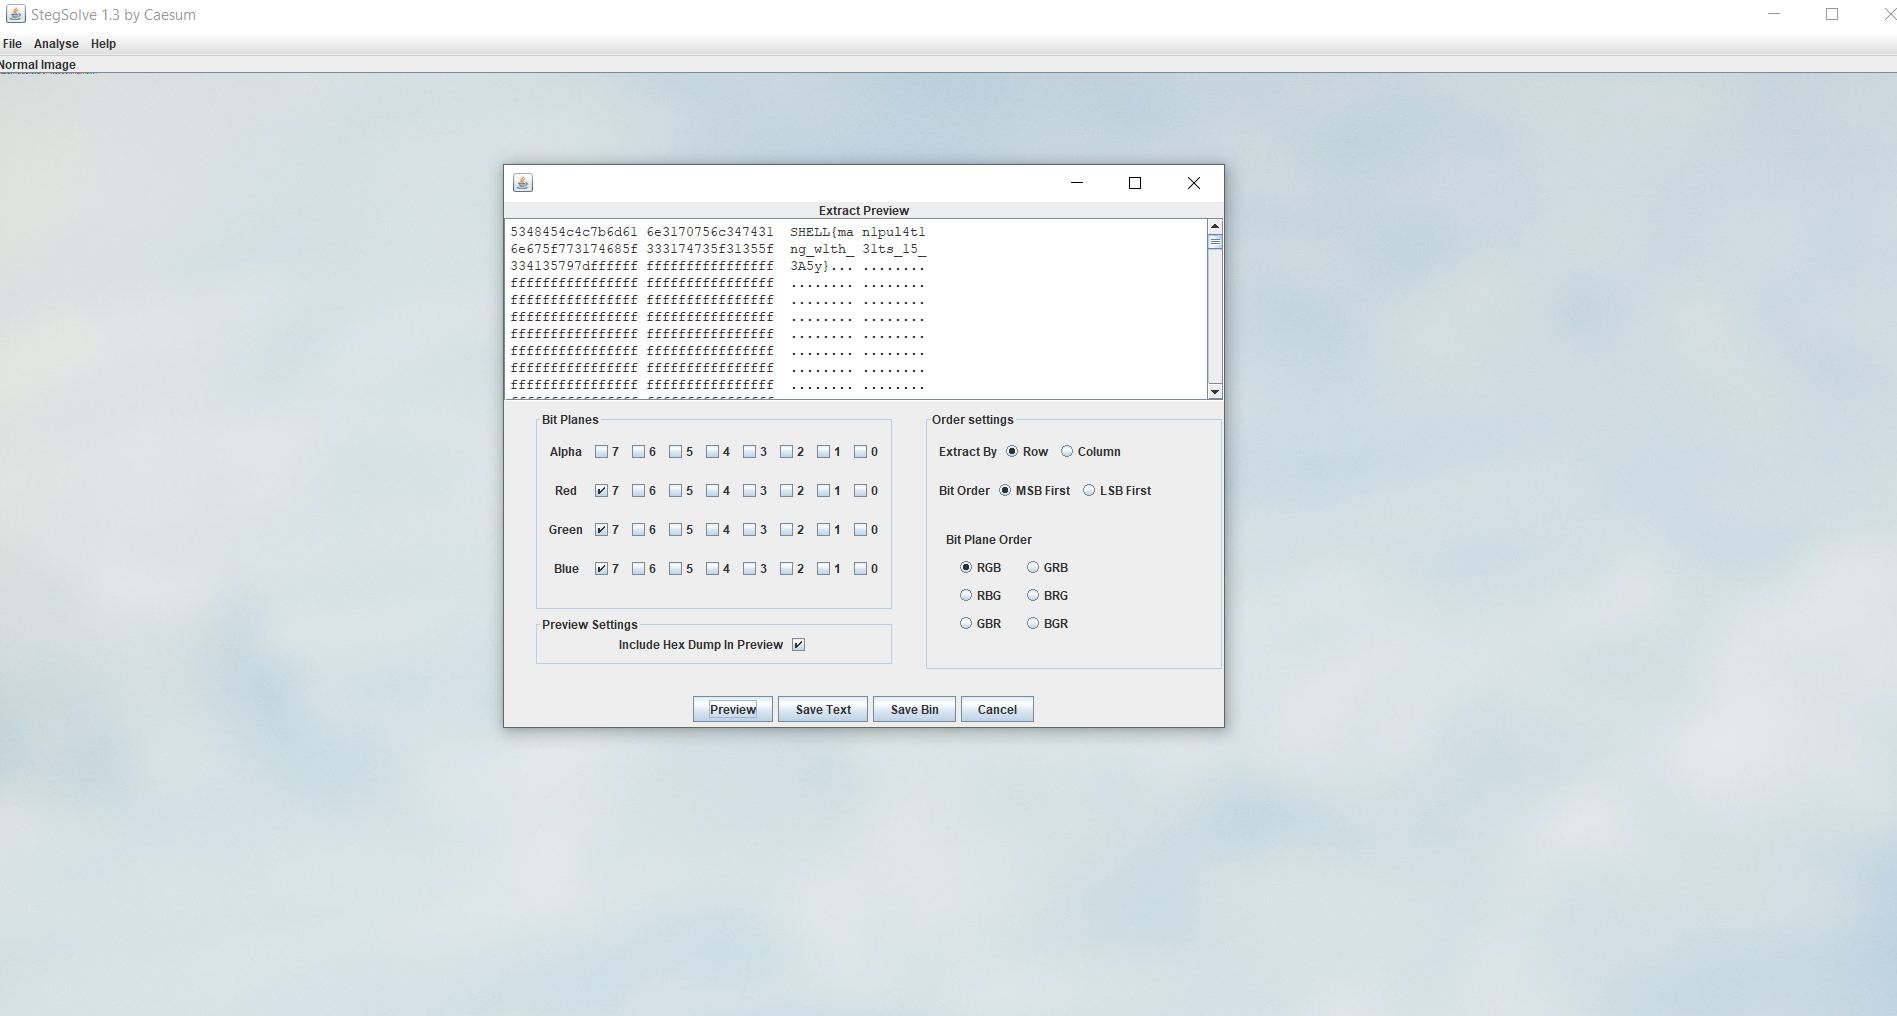 StegSolve 1.3 by Caesum
File Analyse Help
Normal Image
Extract Preview
5348454c4c7b6d61 6e3170756c347431 SHELL{ma n1pul4t1
6e675f773174685f 333174735f31355f ng_w1th_ 31ts_15_
334135797dffffff ffffffffffffffff 3A5y}... ........
ffffffffffffffff ffffffffffffffff ........ ........
ffffffffffffffff ffffffffffffffff ........ ........
ffffffffffffffff ffffffffffffffff ........ ........
ffffffffffffffff ffffffffffffffff ........ ........
ffffffffffffffff ffffffffffffffff ........ ........
ffffffffffffffff ffffffffffffffff ........ ........
ffffffffffffffff ffffffffffffffff ........ ........
Bit Planes
Alpha 7 6 5 4 3 2 1 0
Red 7 6 5 4 3 2 1 0
Green 7 6 5 4 3 2 1 0
Blue 7 6 5 4 3 2 1 0
Preview Settings
Include Hex Dump In Preview
Order settings
Extract By Row Column
Bit Order MSB First LSB First
Bit Plane Order
RGB GRB
RBG BRG
GBR BGR
Preview Save Text Save Bin Cancel